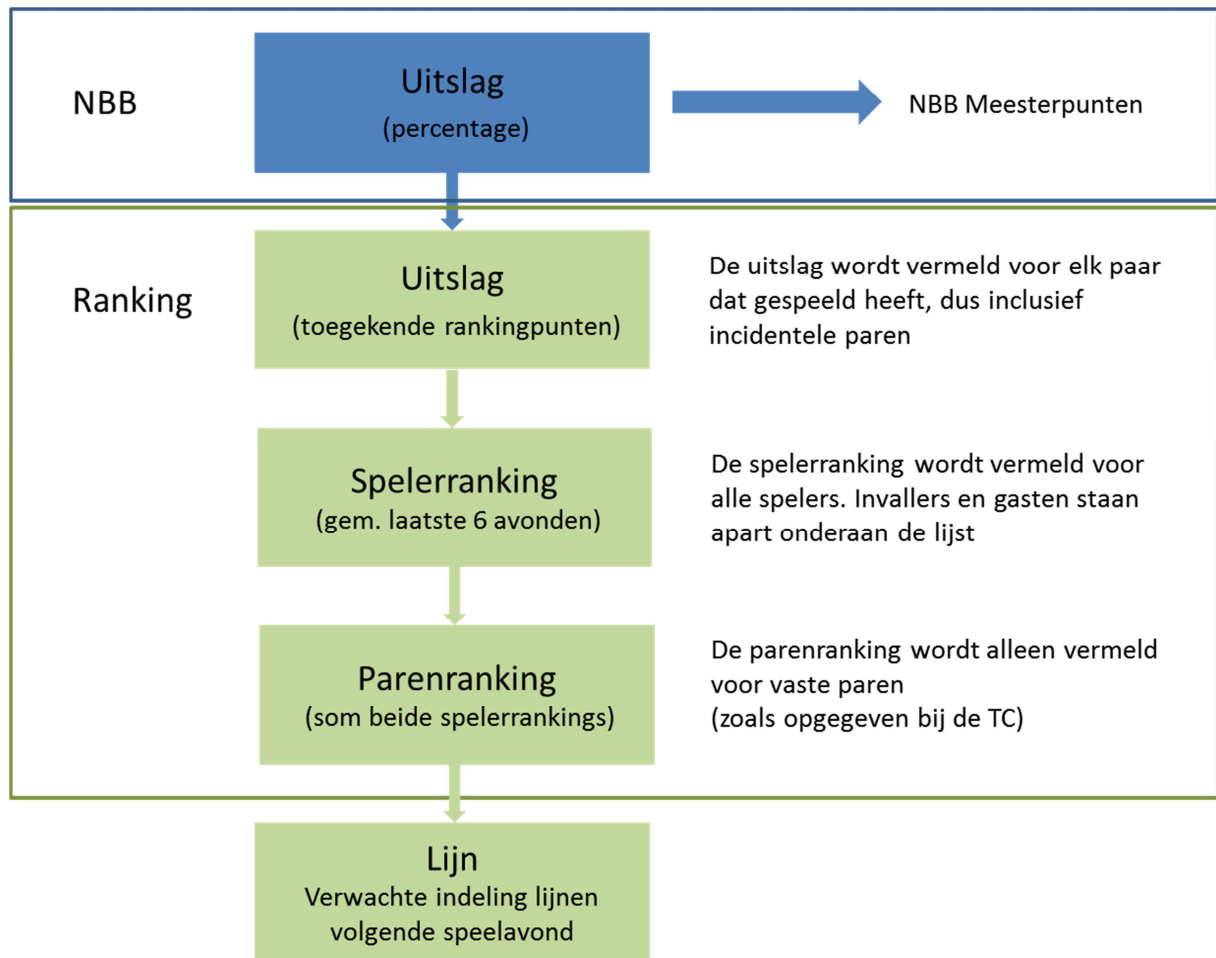 NBB
Uitslag
(percentage)
NBB Meesterpunten
Ranking
Uitslag
(toegekende rankingpunten)
De uitslag wordt vermeld voor elk paar
dat gespeeld heeft, dus inclusief
incidentele paren
Spelerranking
(gem. laatste 6 avonden)
De spelerranking wordt vermeld voor
alle spelers. Invallers en gasten staan
apart onderaan de lijst
Parenranking
(som beide spelerrankings)
De parenranking wordt alleen vermeld
voor vaste paren
(zoals opgegeven bij de TC)
Lijn
Verwachte indeling lijnen
volgende speelavond